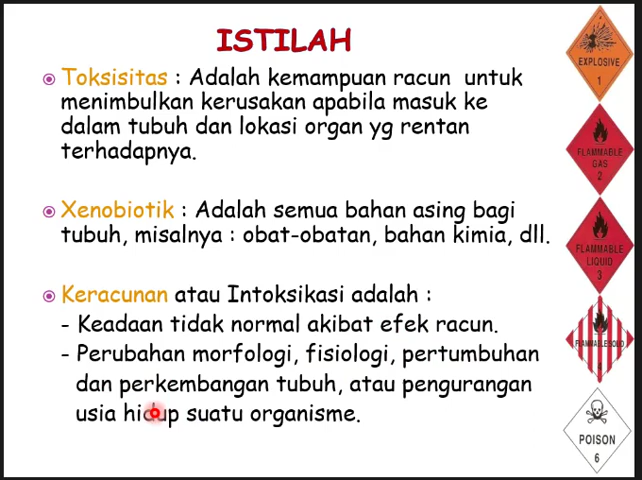 ISTILAH
Toksisitas : Adalah kemampuan racun untuk
menimbulkan kerusakan apabila masuk ke
dalam tubuh dan lokasi organ yg rentan
terhadapnya.
Xenobiotik : Adalah semua bahan asing bagi
tubuh, misalnya : obat-obatan, bahan kimia, dll.
Keracunan atau Intoksikasi adalah :
- Keadaan tidak normal akibat efek racun.
- Perubahan morfologi, fisiologi, pertumbuhan
dan perkembangan tubuh, atau pengurangan
usia hidup suatu organisme.
EXPLOSIVE
1
FLAMMABLE
GAS
2
FLAMMABLE
LIQUID
3
FLAMMABLE SOLID
4
POISON
6